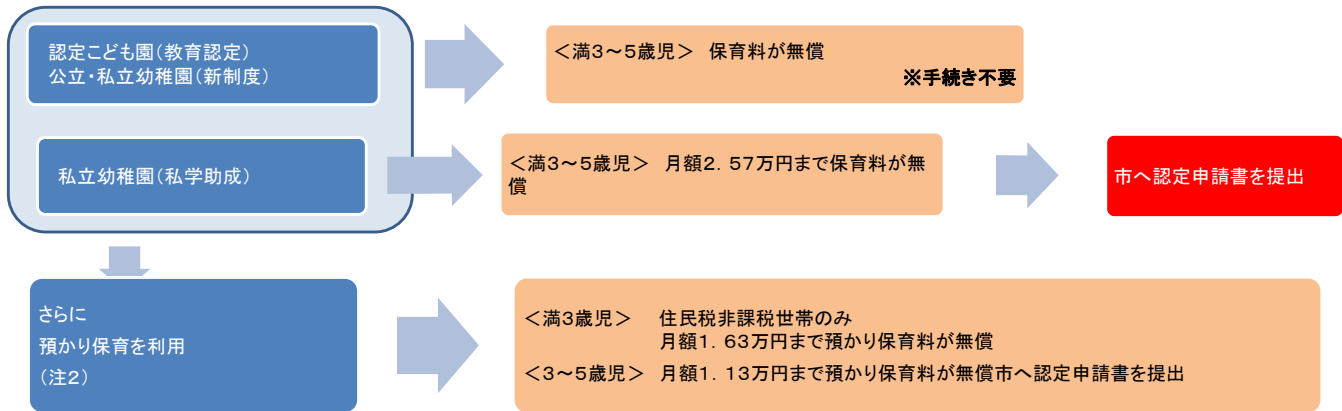 認定こども園(教育認定)
公立・私立幼稚園(新制度)
＜満3～5歳児＞ 保育料が無償
※手続き不要
私立幼稚園(私学助成)
＜満3～5歳児＞ 月額2．57万円まで保育料が無
償
市へ認定申請書を提出
さらに
預かり保育を利用
(注2)
＜満3歳児＞ 住民税非課税世帯のみ
月額1．63万円まで預かり保育料が無償
＜3～5歳児＞ 月額1．13万円まで預かり保育料が無償市へ認定申請書を提出